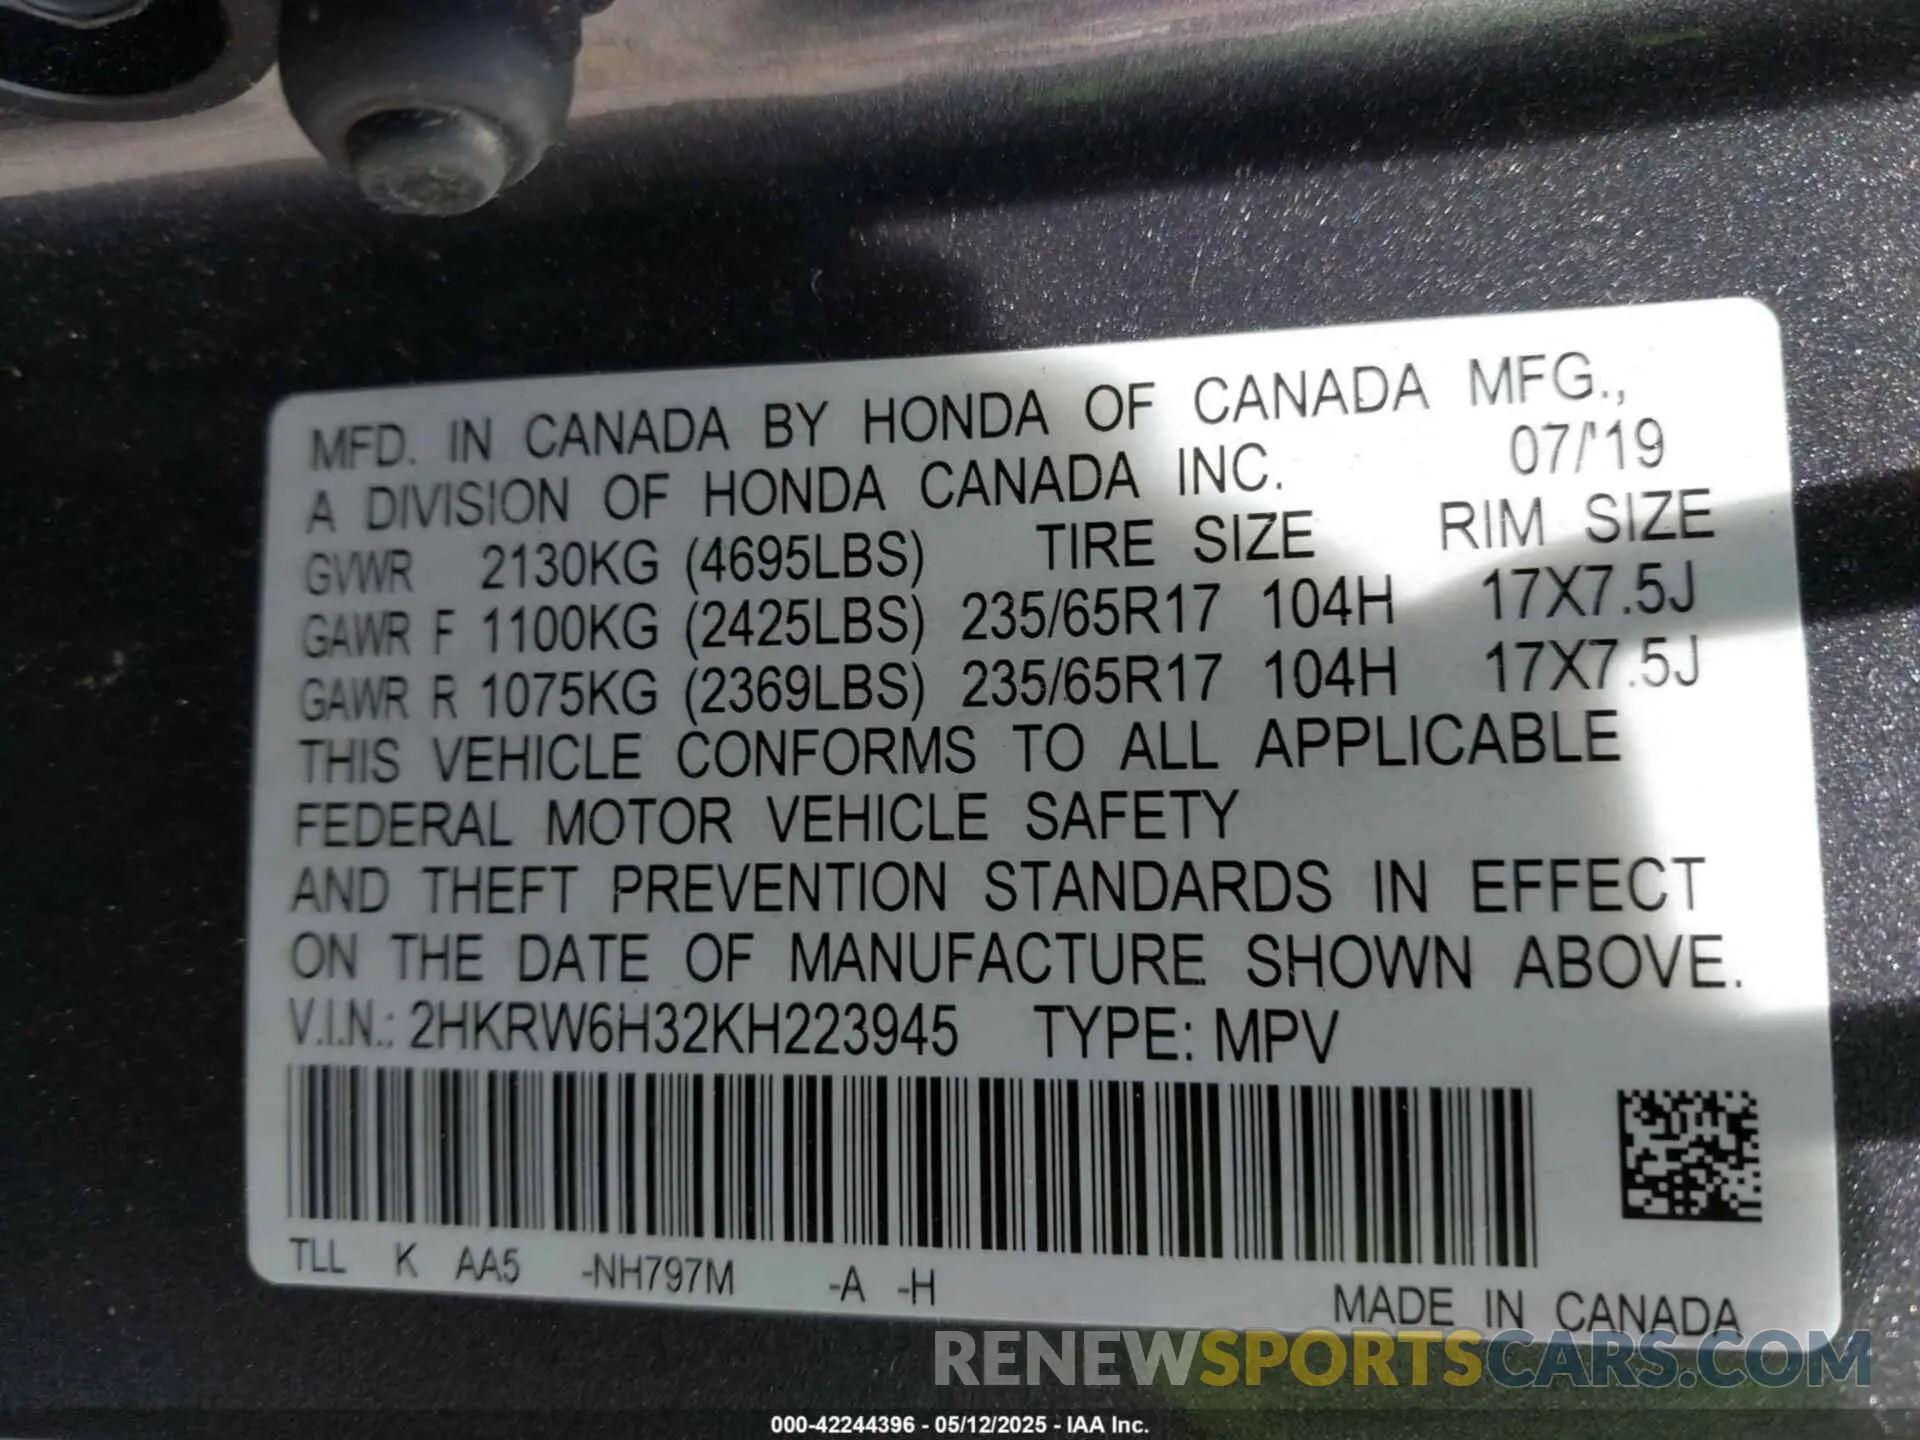 MFD. IN CANADA BY HONDA OF CANADA MFG.,
A DIVISION OF HONDA CANADA INC. 07/'19
GVWR 2130KG (4695LBS) TIRE SIZE RIM SIZE
GAWR F 1100KG (2425LBS) 235/65R17 104H 17X7.5J
GAWR R 1075KG (2369LBS) 235/65R17 104H 17X7.5J
THIS VEHICLE CONFORMS TO ALL APPLICABLE
FEDERAL MOTOR VEHICLE SAFETY
AND THEFT PREVENTION STANDARDS IN EFFECT
ON THE DATE OF MANUFACTURE SHOWN ABOVE.
V.I.N.: 2HKRW6H32KH223945 TYPE: MPV
TLL K AA5 -NH797M -A -H
MADE IN CANADA
RENEWSPORTSCARS.COM
000-42244396 - 05/12/2025 - IAA Inc.